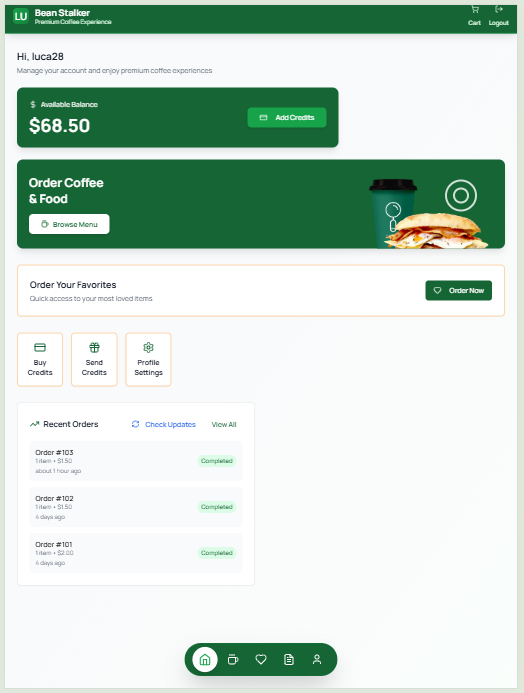 LU
Bean Stalker
Premium Coffee Experience
Cart
Logout
Hi, luca28
Manage your account and enjoy premium coffee experiences
$ Available Balance
$68.50
Add Credits
Order Coffee
& Food
Browse Menu
Order Your Favorites
Quick access to your most loved items
Order Now
Buy
Credits
Send
Credits
Profile
Settings
Recent Orders
Check Updates
View All
Order #103
1 item • $1.50
about 1 hour ago
Completed
Order #102
1 item • $1.50
4 days ago
Completed
Order #101
1 item • $2.00
4 days ago
Completed